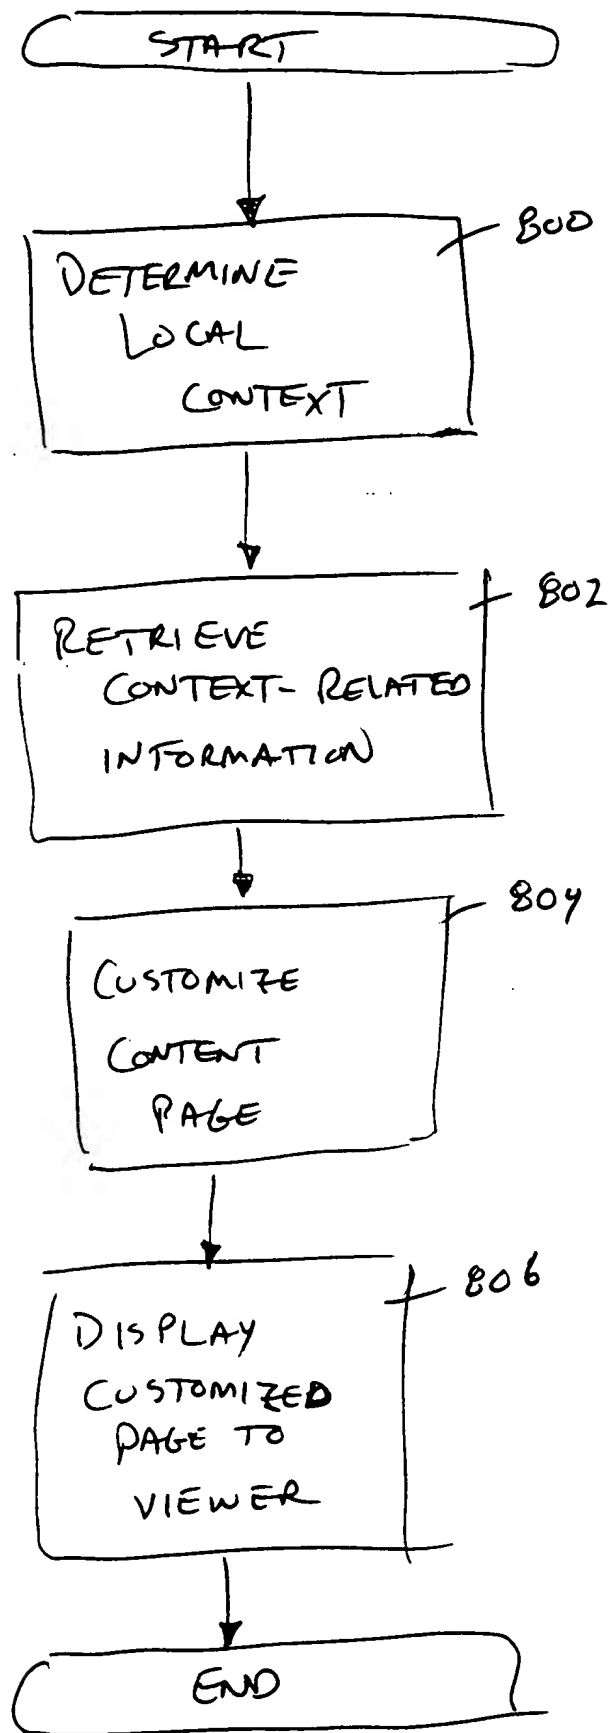 START
800
DETERMINE
LOCAL
CONTEXT
802
RETRIEVE
CONTEXT-RELATED
INFORMATION
804
CUSTOMIZE
CONTENT
PAGE
806
DISPLAY
CUSTOMIZED
PAGE TO
VIEWER
END